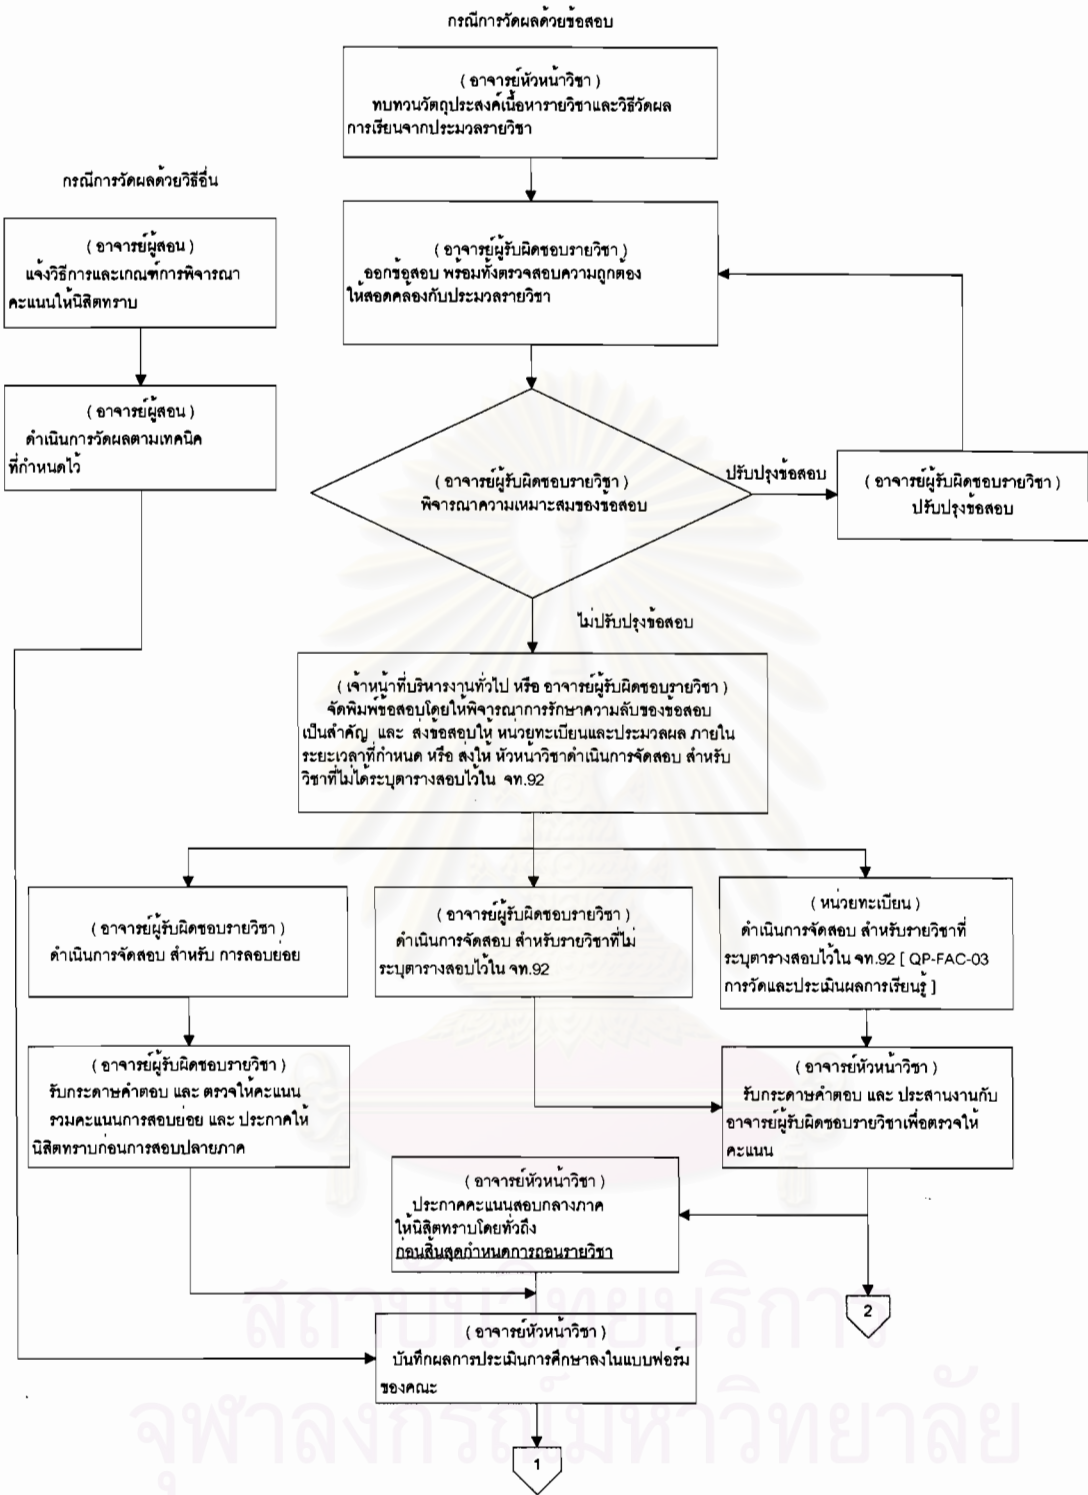 กรณีการวัดผลด้วยข้อสอบ
( อาจารย์หัวหน้าวิชา )
ทบทวนวัตถุประสงค์เนื้อหารายวิชาและวิธีวัดผล
การเรียนจากประมวลรายวิชา
กรณีการวัดผลด้วยวิธีอื่น
( อาจารย์ผู้สอน )
แจ้งวิธีการและเกณฑ์การพิจารณา
คะแนนให้นิสิตทราบ
( อาจารย์ผู้รับผิดชอบรายวิชา )
ออกข้อสอบ พร้อมทั้งตรวจสอบความถูกต้อง
ให้สอดคล้องกับประมวลรายวิชา
( อาจารย์ผู้สอน )
ดำเนินการวัดผลตามเทคนิค
ที่กำหนดไว้
( อาจารย์ผู้รับผิดชอบรายวิชา )
พิจารณาความเหมาะสมของข้อสอบ
ปรับปรุงข้อสอบ
( อาจารย์ผู้รับผิดชอบรายวิชา )
ปรับปรุงข้อสอบ
ไม่ปรับปรุงข้อสอบ
( เจ้าหน้าที่บริหารงานทั่วไป หรือ อาจารย์ผู้รับผิดชอบรายวิชา )
จัดพิมพ์ข้อสอบโดยให้พิจารณาการรักษาความลับของข้อสอบ
เป็นสำคัญ และ ส่งข้อสอบให้ หน่วยทะเบียนและประมวลผล ภายใน
ระยะเวลาที่กำหนด หรือ ส่งให้ หัวหน้าวิชาดำเนินการจัดสอบ สำหรับ
วิชาที่ไม่ได้ระบุตารางสอบไว้ใน จท.92
( อาจารย์ผู้รับผิดชอบรายวิชา )
ดำเนินการจัดสอบ สำหรับ การสอบย่อย
( อาจารย์ผู้รับผิดชอบรายวิชา )
ดำเนินการจัดสอบ สำหรับรายวิชาที่ไม่
ระบุตารางสอบไว้ใน จท.92
( หน่วยทะเบียน )
ดำเนินการจัดสอบ สำหรับรายวิชาที่
ระบุตารางสอบไว้ใน จท.92 [ QP-FAC-03
การวัดและประเมินผลการเรียนรู้ ]
( อาจารย์ผู้รับผิดชอบรายวิชา )
รับกระดาษคำตอบ และ ตรวจให้คะแนน
รวมคะแนนการสอบย่อย และ ประกาศให้
นิสิตทราบก่อนการสอบปลายภาค
( อาจารย์หัวหน้าวิชา )
รับกระดาษคำตอบ และ ประสานงานกับ
อาจารย์ผู้รับผิดชอบรายวิชาเพื่อตรวจให้
คะแนน
( อาจารย์หัวหน้าวิชา )
ประกาศคะแนนสอบกลางภาค
ให้นิสิตทราบโดยทั่วถึง
ก่อนสิ้นสุดกำหนดการถอนรายวิชา
2
( อาจารย์หัวหน้าวิชา )
บันทึกผลการประเมินการศึกษาลงในแบบฟอร์ม
ของคณะ
1
สถาบันวิทยบริการ
จุฬาลงกรณ์มหาวิทยาลัย